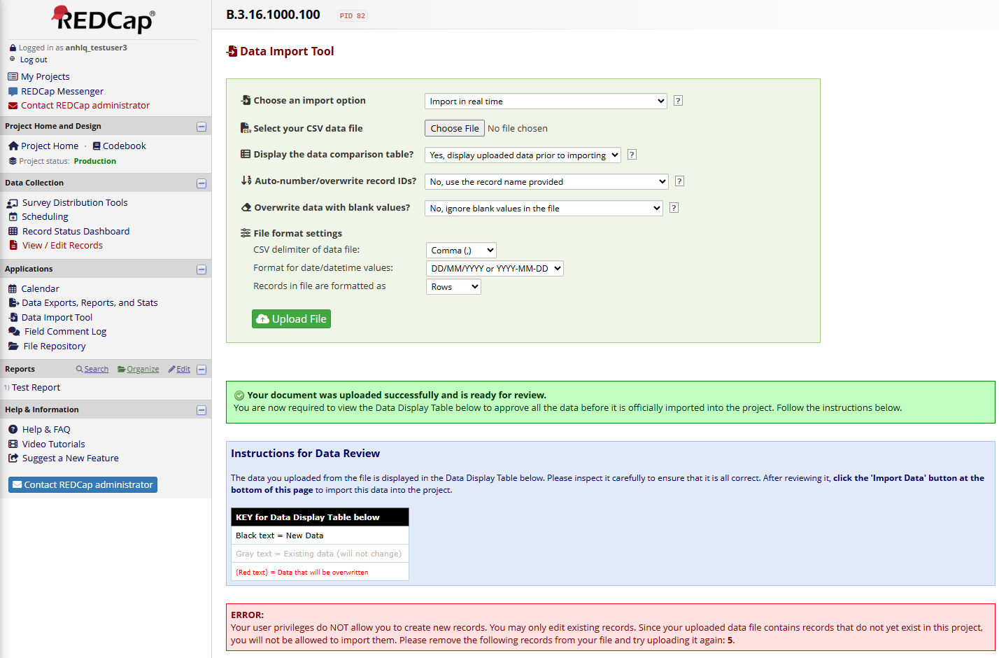 REDCap®
Logged in as anhlq_testuser3
Log out
My Projects
REDCap Messenger
Contact REDCap administrator
Project Home and Design
Project Home · Codebook
Project status: Production
Data Collection
Survey Distribution Tools
Scheduling
Record Status Dashboard
View / Edit Records
Applications
Calendar
Data Exports, Reports, and Stats
Data Import Tool
Field Comment Log
File Repository
Reports Search Organize Edit
1) Test Report
Help & Information
Help & FAQ
Video Tutorials
Suggest a New Feature
Contact REDCap administrator
B.3.16.1000.100 PID 82
Data Import Tool
Choose an import option Import in real time ?
Select your CSV data file Choose File No file chosen
Display the data comparison table? Yes, display uploaded data prior to importing ?
Auto-number/overwrite record IDs? No, use the record name provided ?
Overwrite data with blank values? No, ignore blank values in the file ?
File format settings
CSV delimiter of data file: Comma (,)
Format for date/datetime values: DD/MM/YYYY or YYYY-MM-DD
Records in file are formatted as Rows
Upload File
Your document was uploaded successfully and is ready for review.
You are now required to view the Data Display Table below to approve all the data before it is officially imported into the project. Follow the instructions below.
Instructions for Data Review
The data you uploaded from the file is displayed in the Data Display Table below. Please inspect it carefully to ensure that it is all correct. After reviewing it, click the 'Import Data' button at the
bottom of this page to import this data into the project.
KEY for Data Display Table below
Black text = New Data
Gray text = Existing data (will not change)
(Red text) = Data that will be overwritten
ERROR:
Your user privileges do NOT allow you to create new records. You may only edit existing records. Since your uploaded data file contains records that do not yet exist in this project,
you will not be allowed to import them. Please remove the following records from your file and try uploading it again: 5.